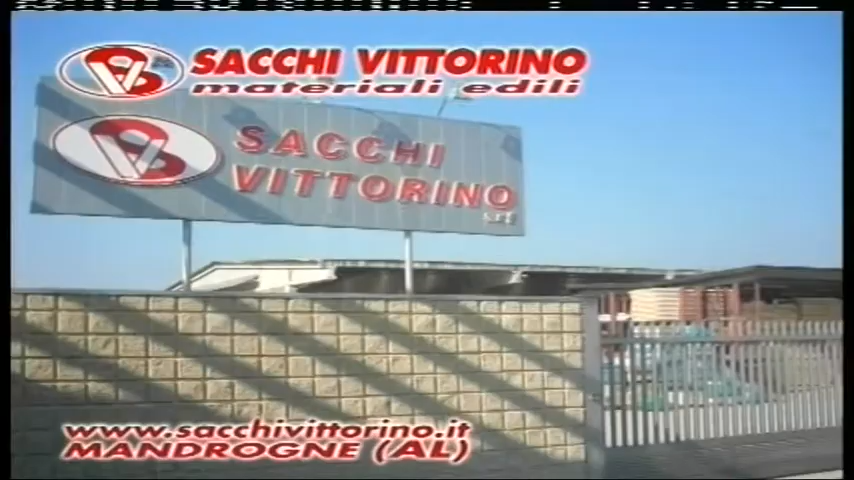 SACCHI VITTORINO
materiali edili
SACCHI
VITTORINO
S.R.L.
www.sacchivittorino.it
MANDROGNE (AL)